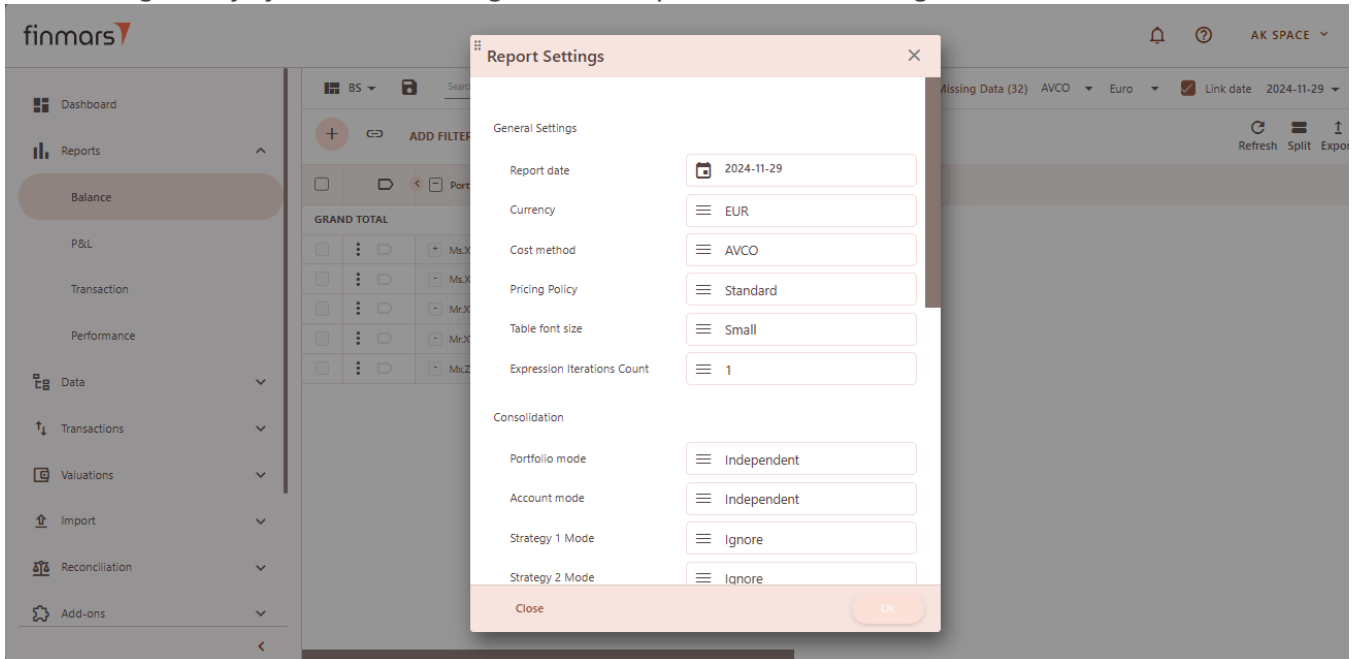 finmars
AK SPACE
Report Settings
Dashboard
BS
Missing Data (32) AVCO Euro Link date 2024-11-29
General Settings
ADD FILTER
Reports
Refresh Split Export
Report date 2024-11-29
Balance
Currency EUR
GRAND TOTAL
P&L
Cost method AVCO
Transaction
Pricing Policy Standard
Performance
Table font size Small
Expression Iterations Count 1
Data
Consolidation
Transactions
Portfolio mode Independent
Valuations
Account mode Independent
Import
Strategy 1 Mode Ignore
Reconciliation
Strategy 2 Mode Ignore
Add-ons
Close Ok